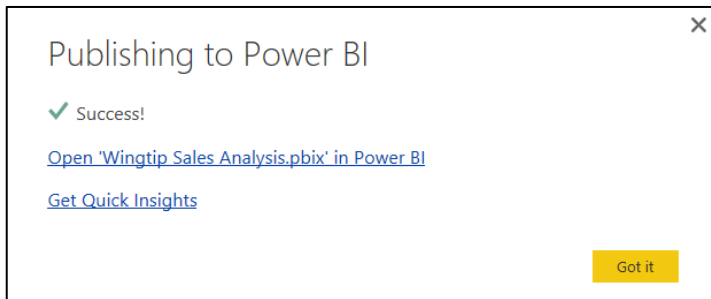 Publishing to Power BI
Success!
Open 'Wingtip Sales Analysis.pbix' in Power BI
Get Quick Insights
Got it